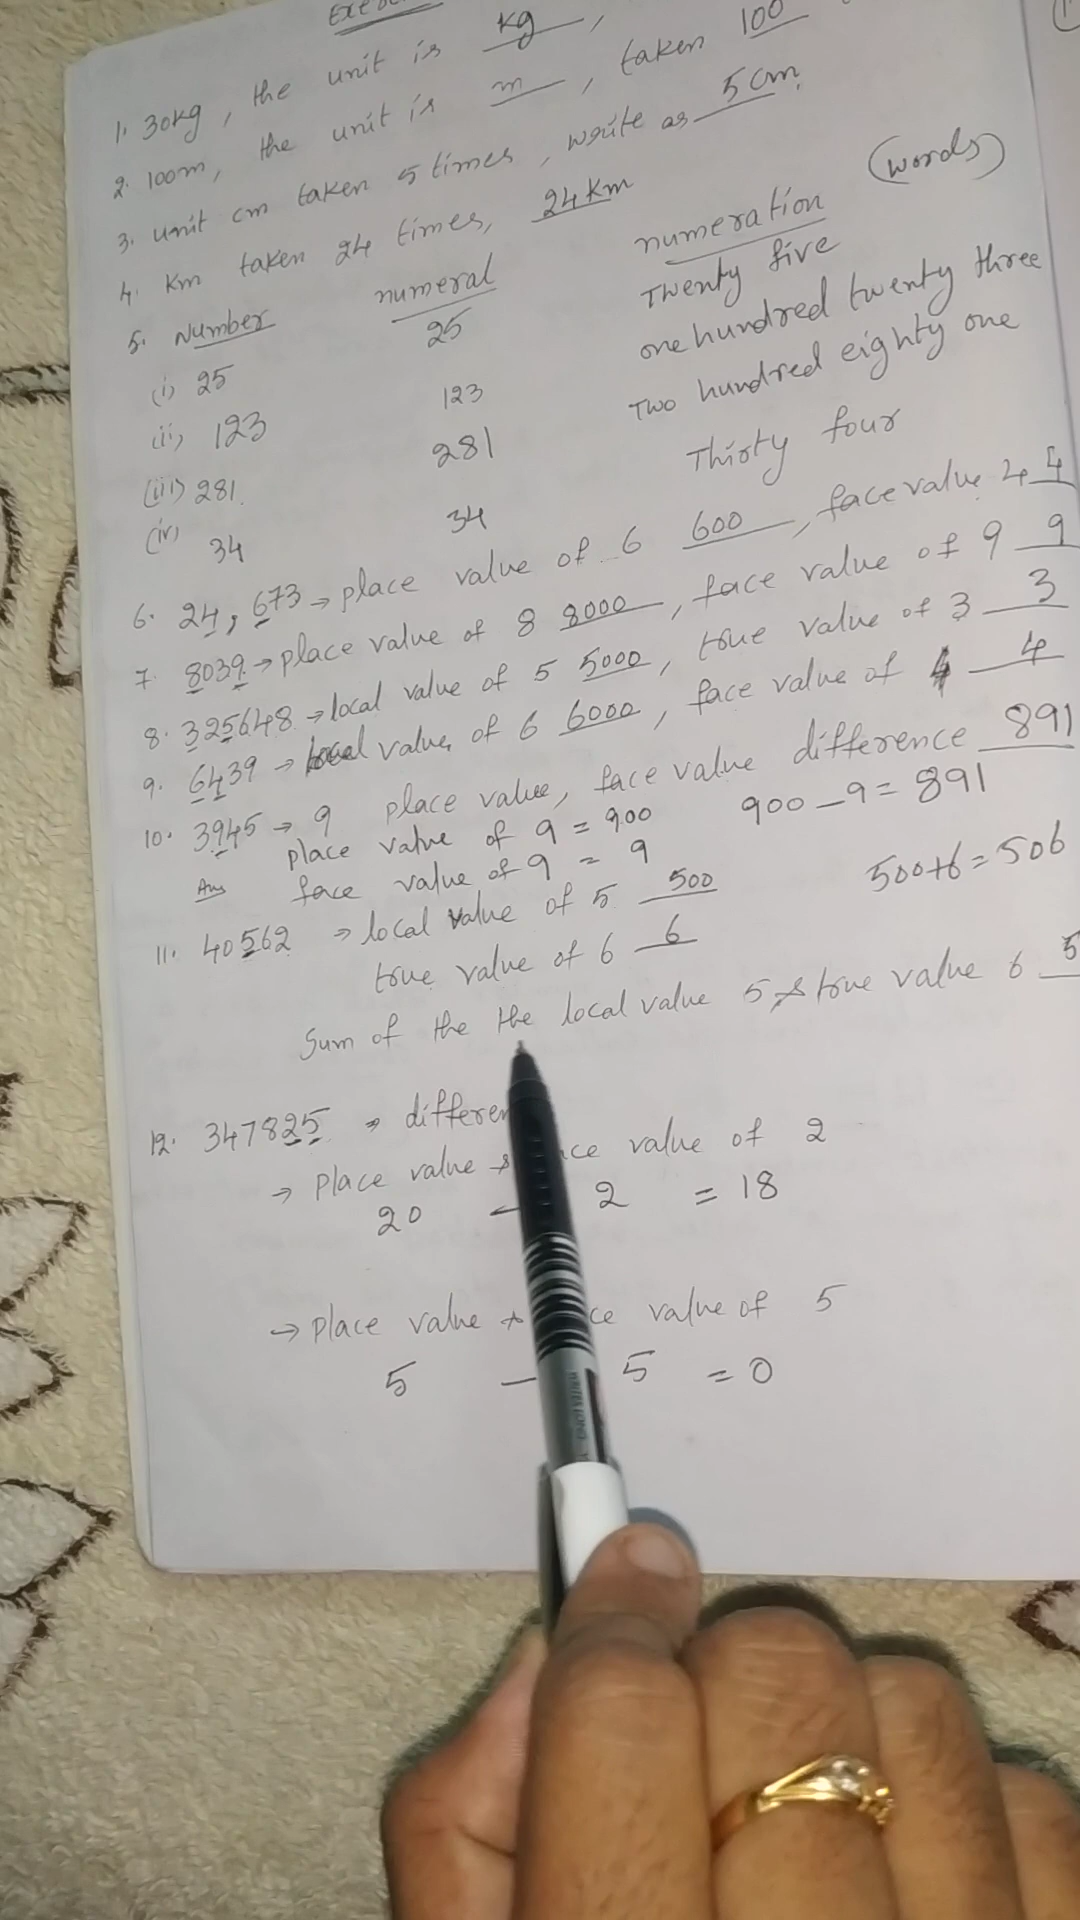 1. 30kg, the unit is kg,
2. 100m, the unit is m, taken 100
3. unit cm taken 5 times, write as 5cm.
4. Km taken 24 times, 24Km
5. Number numeral numeration (words)
(i) 25 25 Twenty five
(ii) 123 123 one hundred twenty three
(iii) 281. 281 Two hundred eighty one
(iv) 34 34 Thirty four
6. 24,673 → place value of 6 600, face value 4 4
7. 8039 → place value of 8 8000, face value of 9 9
8. 325648 → local value of 5 5000, true value of 3 3
9. 6439 → local value of 6 6000, face value of 4 4
10. 3945 → 9 place value, face value difference 891
Ans place value of 9 = 900 900 - 9 = 891
face value of 9 = 9
11. 40562 → local value of 5 500 500+6 = 506
true value of 6 6
Sum of the the local value 5 & true value 6 5
12. 347825 →
→ Place value & value of 2
20 - 2 = 18
→ place value & value of 5
5 - 5 = 0